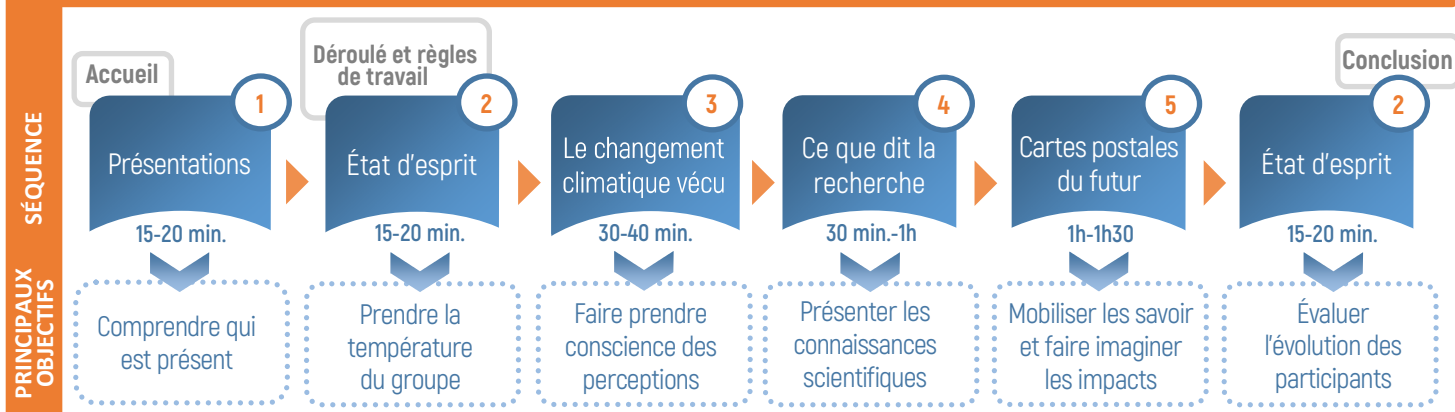 Accueil
Déroulé et règles
de travail
Conclusion
SÉQUENCE
1
Présentations
15-20 min.
2
État d'esprit
15-20 min.
3
Le changement
climatique vécu
30-40 min.
4
Ce que dit la
recherche
30 min.-1h
5
Cartes postales
du futur
1h-1h30
2
État d'esprit
15-20 min.
PRINCIPAUX
OBJECTIFS
Comprendre qui
est présent
Prendre la
température
du groupe
Faire prendre
conscience des
perceptions
Présenter les
connaissances
scientifiques
Mobiliser les savoir
et faire imaginer
les impacts
Évaluer
l'évolution des
participants